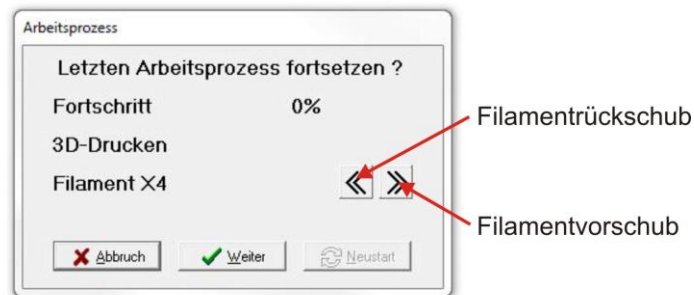 Arbeitsprozess
Letzten Arbeitsprozess fortsetzen ?
Fortschritt 0%
3D-Drucken
Filament X4
Abbruch Weiter Neustart
Filamentrückschub
Filamentvorschub